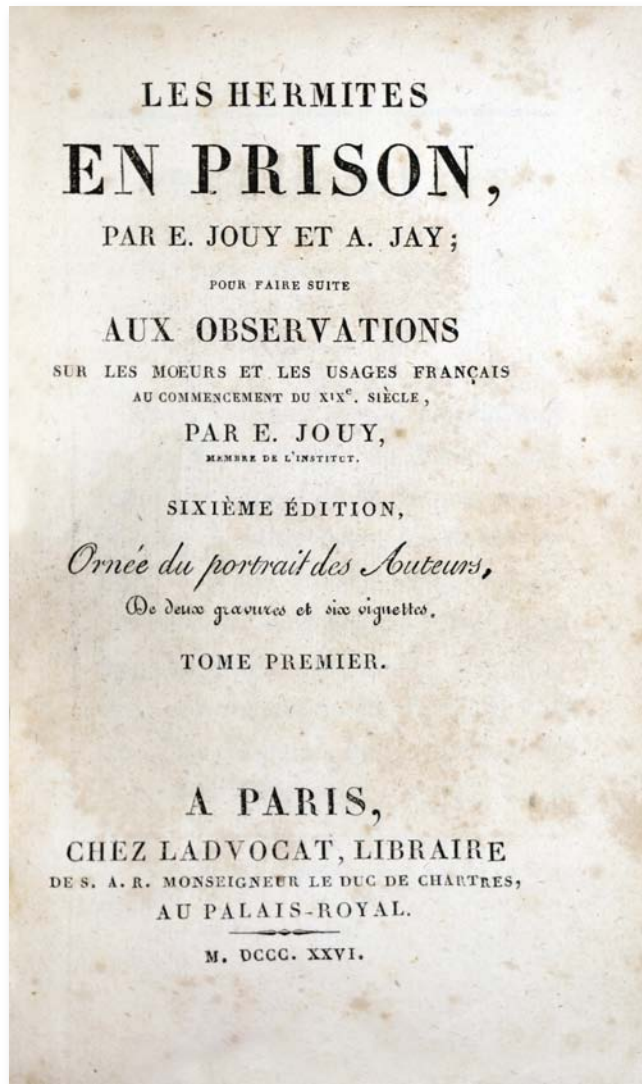 LES HERMITES
EN PRISON,
PAR E. JOUY ET A. JAY;
POUR FAIRE SUITE
AUX OBSERVATIONS
SUR LES MOEURS ET LES USAGES FRANÇAIS
AU COMMENCEMENT DU XIXᵉ. SIÈCLE,
PAR E. JOUY,
MEMBRE DE L'INSTITUT.
SIXIÈME ÉDITION,
Ornée du portrait des Auteurs,
De deux gravures et six vignettes.
TOME PREMIER.
A PARIS,
CHEZ LADVOCAT, LIBRAIRE
DE S. A. R. MONSEIGNEUR LE DUC DE CHARTRES,
AU PALAIS-ROYAL.
M. DCCC. XXVI.